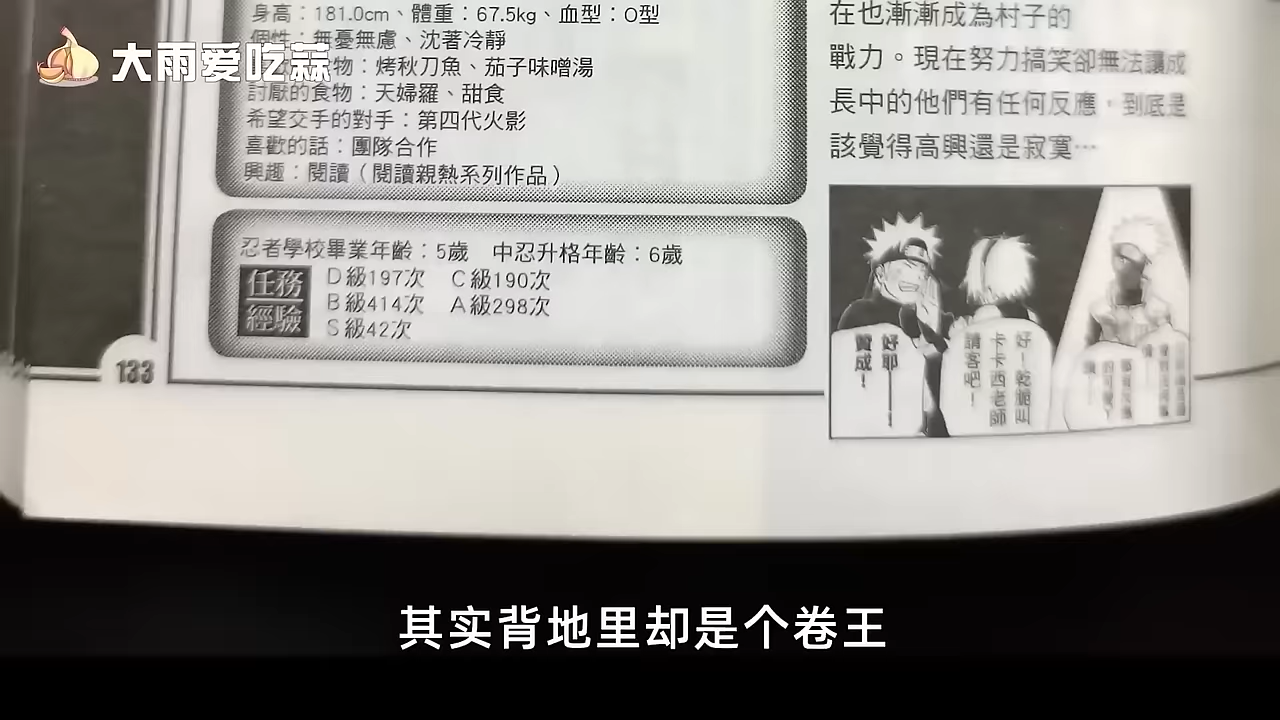 大雨爱吃蒜
身高：181.0cm、體重：67.5kg、血型：O型
個性：無憂無慮、沈著冷靜
物：烤秋刀魚、茄子味噌湯
討厭的食物：天婦羅、甜食
希望交手的對手：第四代火影
喜歡的話：團隊合作
興趣：閱讀（閱讀親熱系列作品）
忍者學校畢業年齡：5歲　中忍升格年齡：6歲
任務
經驗
D級197次　C級190次
B級414次　A級298次
S級42次
133
在也漸漸成為村子的
戰力。現在努力搞笑卻無法讓成
長中的他們有任何反應，到底是
該覺得高興還是寂寞…
好！乾脆叫
卡卡西老師
請客吧！
好耶——！
贊成！
其实背地里却是个卷王